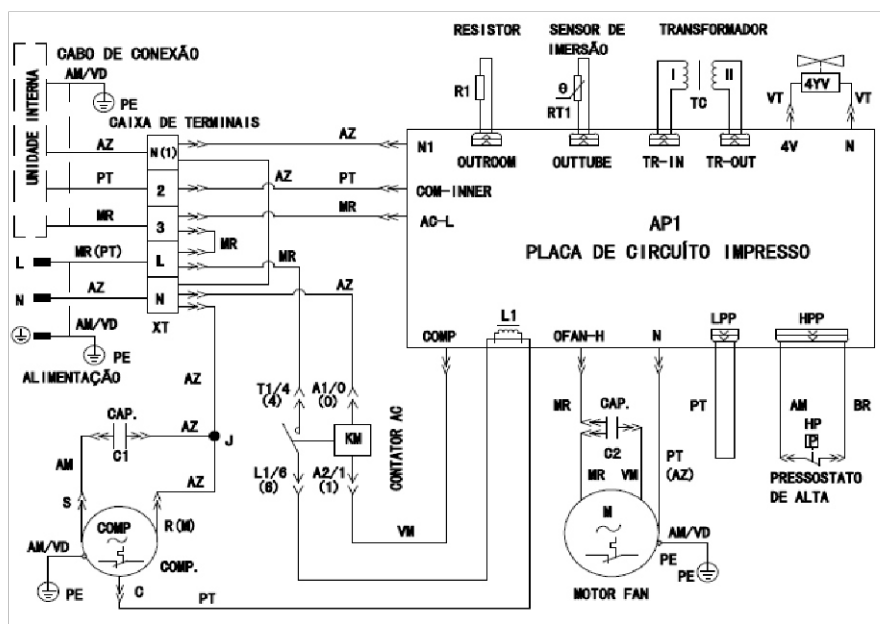 RESISTOR
SENSOR DE
IMERSÃO
TRANSFORMADOR
CABO DE CONEXÃO
AM/VD
PE
UNIDADE INTERNA
CAIXA DE TERMINAIS
R1
θ
RT1
I
II
TC
4YV
VT
VT
AZ
N(1)
AZ
N1
OUTROOM
OUTTUBE
TR-IN
TR-OUT
4V
N
PT
2
AZ
PT
COM-INNER
MR
3
MR
AC-L
AP1
PLACA DE CIRCUÍTO IMPRESSO
L
MR(PT)
L
MR
MR
N
AZ
N
AZ
AM/VD
PE
XT
ALIMENTAÇÃO
COMP
L1
OFAN-H
N
LPP
HPP
AZ
T1/4
(4)
A1/0
(0)
CAP.
AZ
C1
J
KM
CONTATOR AC
MR
CAP.
C2
PT
AM
BR
HP
P
AM
L1/6
(6)
A2/1
(1)
MR
VM
PT
(AZ)
PRESSOSTATO
DE ALTA
S
AZ
R(M)
COMP
COMP.
VM
M
AM/VD
PE
AM/VD
PE
PE
C
PT
MOTOR FAN